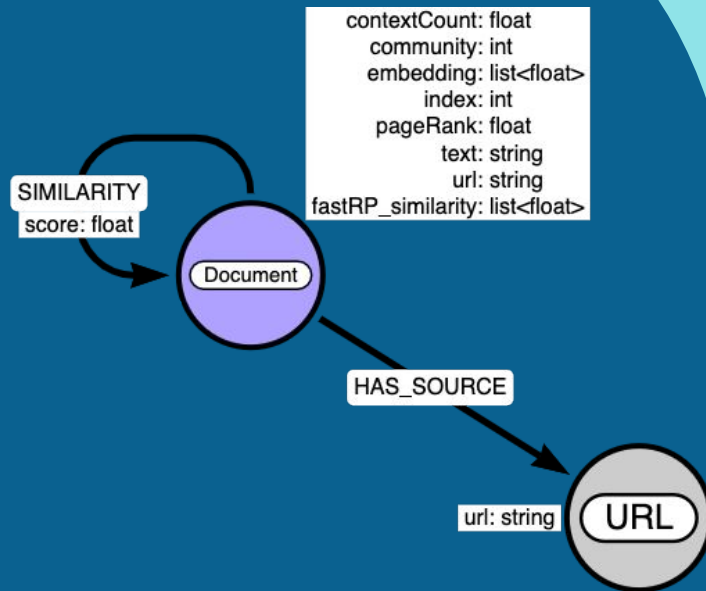 contextCount: float
community: int
embedding: list<float>
index: int
pageRank: float
text: string
url: string
fastRP_similarity: list<float>
SIMILARITY
score: float
Document
HAS_SOURCE
url: string
URL